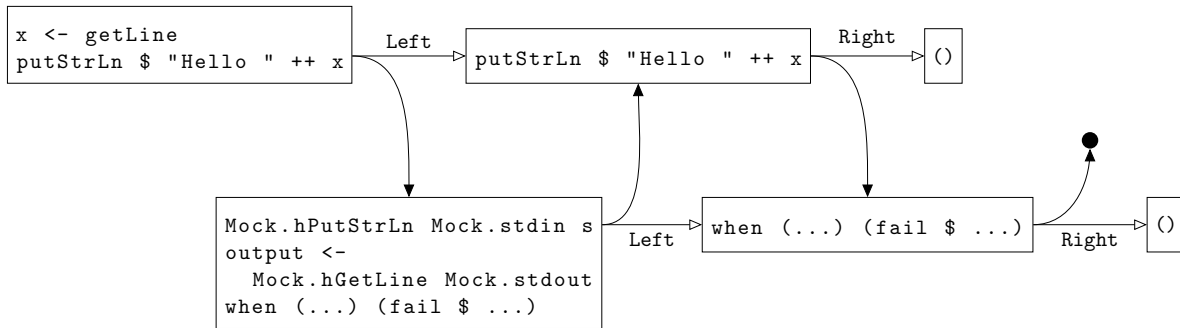 x <- getLine
putStrLn $ "Hello " ++ x
Left
putStrLn $ "Hello " ++ x
Right
()
Mock.hPutStrLn Mock.stdin s
output <-
  Mock.hGetLine Mock.stdout
when (...) (fail $ ...)
Left
when (...) (fail $ ...)
Right
()